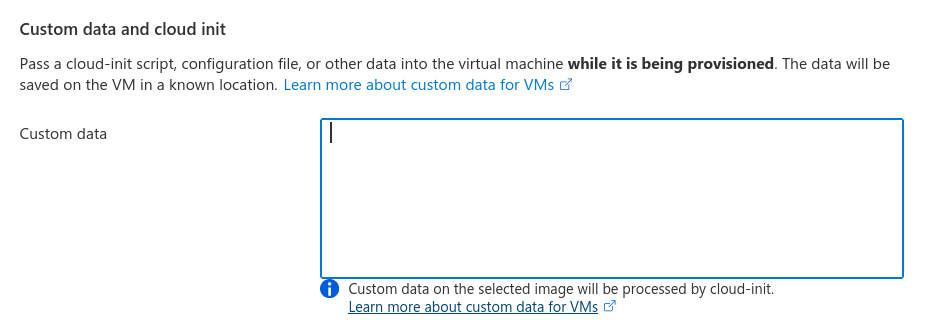 Custom data and cloud init
Pass a cloud-init script, configuration file, or other data into the virtual machine while it is being provisioned. The data will be
saved on the VM in a known location. Learn more about custom data for VMs
Custom data
Custom data on the selected image will be processed by cloud-init.
Learn more about custom data for VMs